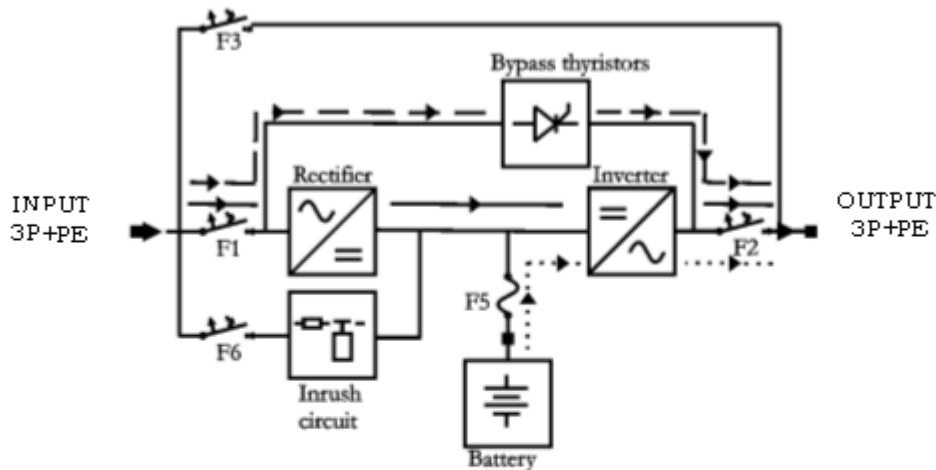 F3
Bypass thyristors
Rectifier
Inverter
INPUT
3P+PE
OUTPUT
3P+PE
F1
F2
F5
F6
Inrush
circuit
Battery